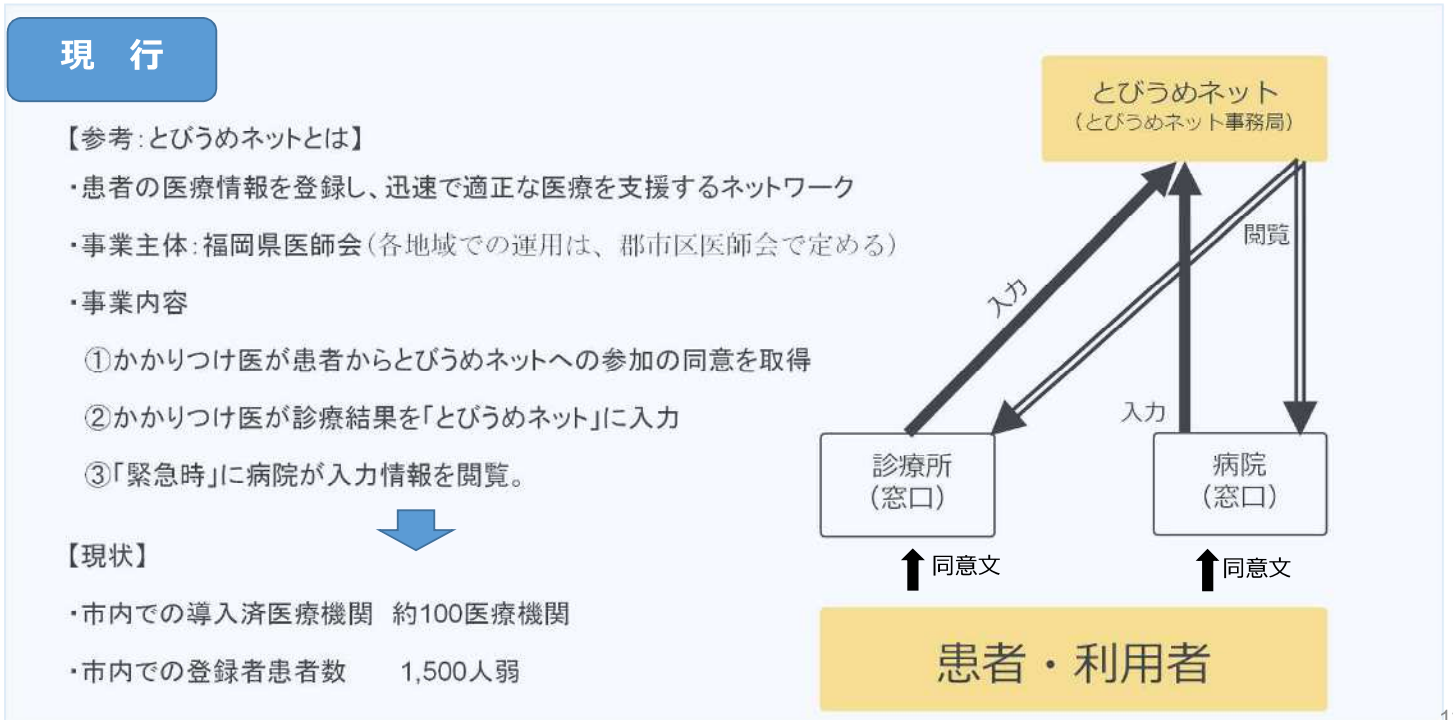 現 行
【参考:とびうめネットとは】
・患者の医療情報を登録し、迅速で適正な医療を支援するネットワーク
・事業主体:福岡県医師会(各地域での運用は、郡市区医師会で定める)
・事業内容
①かかりつけ医が患者からとびうめネットへの参加の同意を取得
②かかりつけ医が診療結果を「とびうめネット」に入力
③「緊急時」に病院が入力情報を閲覧。
【現状】
・市内での導入済医療機関 約100医療機関
・市内での登録者患者数 1,500人弱
とびうめネット
(とびうめネット事務局)
閲覧
入力
入力
診療所
(窓口)
病院
(窓口)
同意文
同意文
患者・利用者